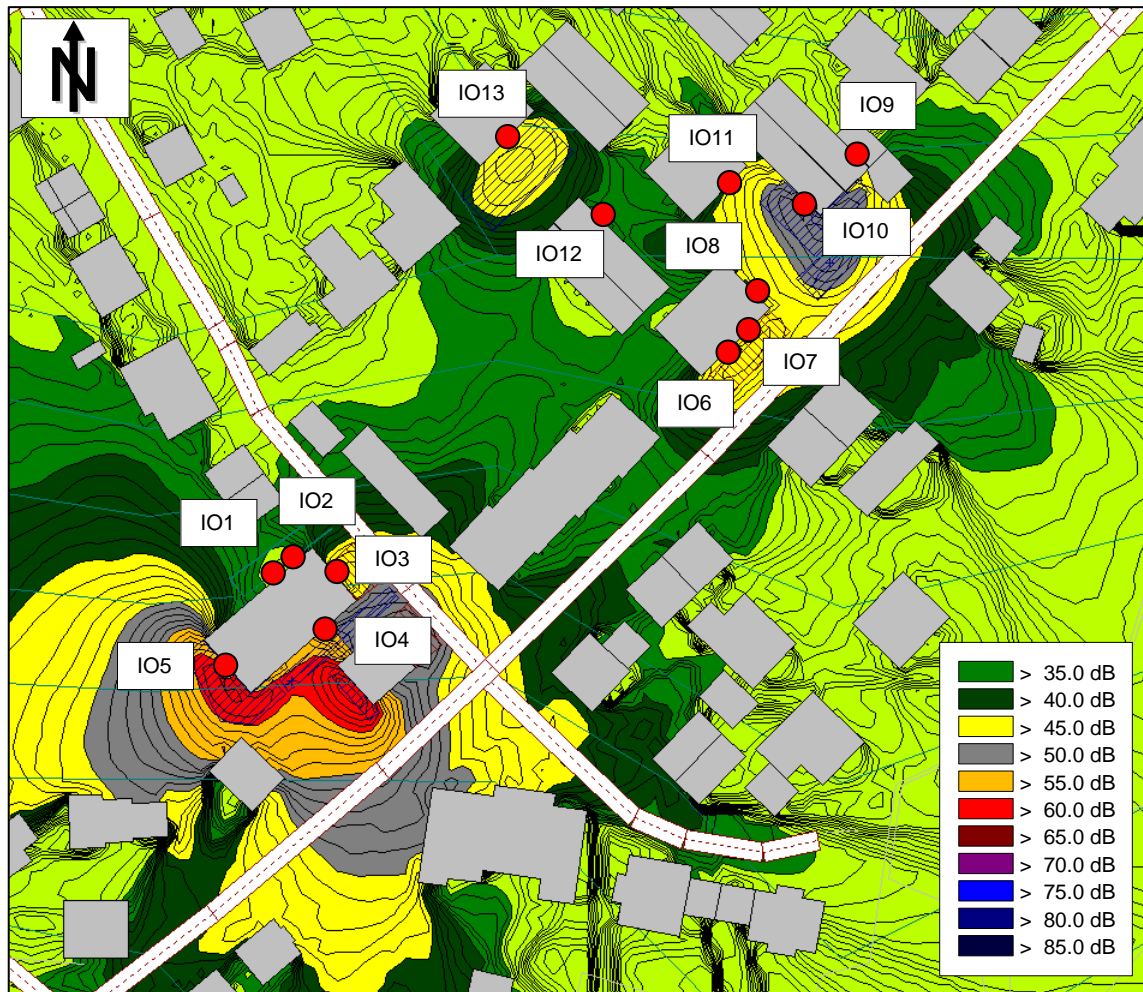 N
IO13
IO9
IO11
IO10
IO8
IO12
IO7
IO6
IO2
IO1
IO3
IO4
IO5
> 35.0 dB
> 40.0 dB
> 45.0 dB
> 50.0 dB
> 55.0 dB
> 60.0 dB
> 65.0 dB
> 70.0 dB
> 75.0 dB
> 80.0 dB
> 85.0 dB